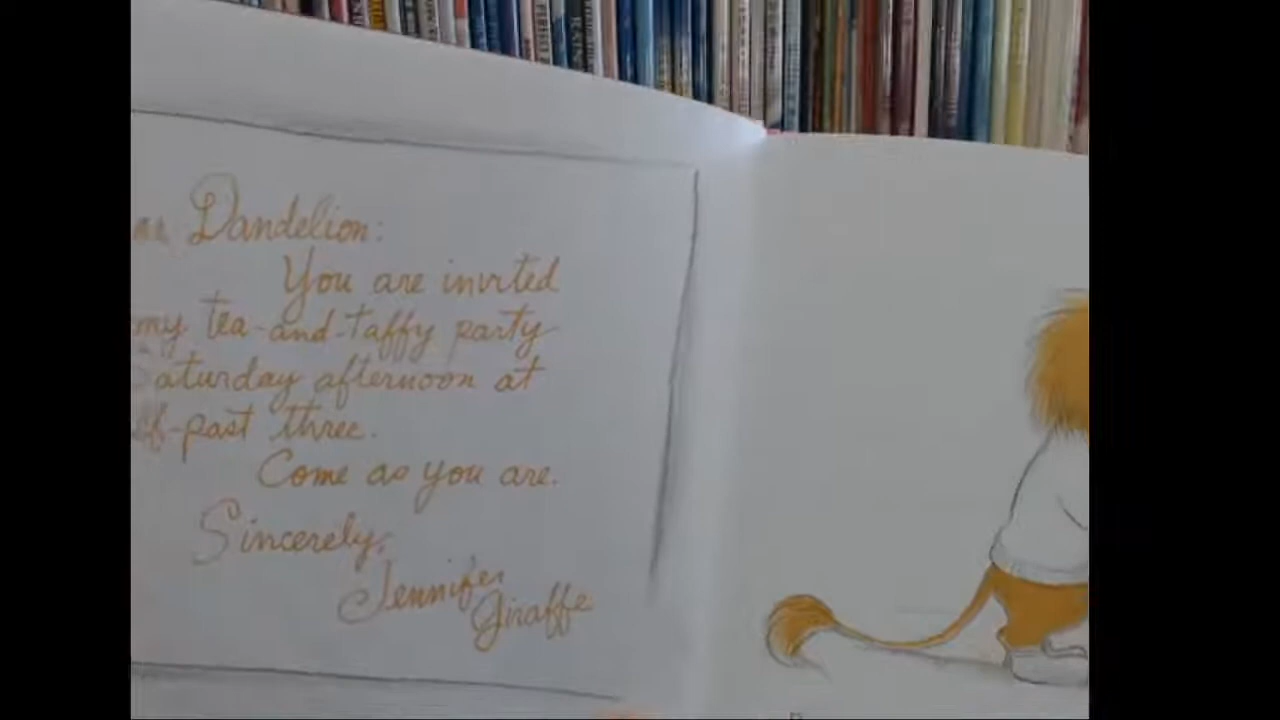 Dandelion:
You are invited
my tea-and-taffy party
Saturday afternoon at
-past three.
Come as you are.
Sincerely,
Jennifer
Giraffe